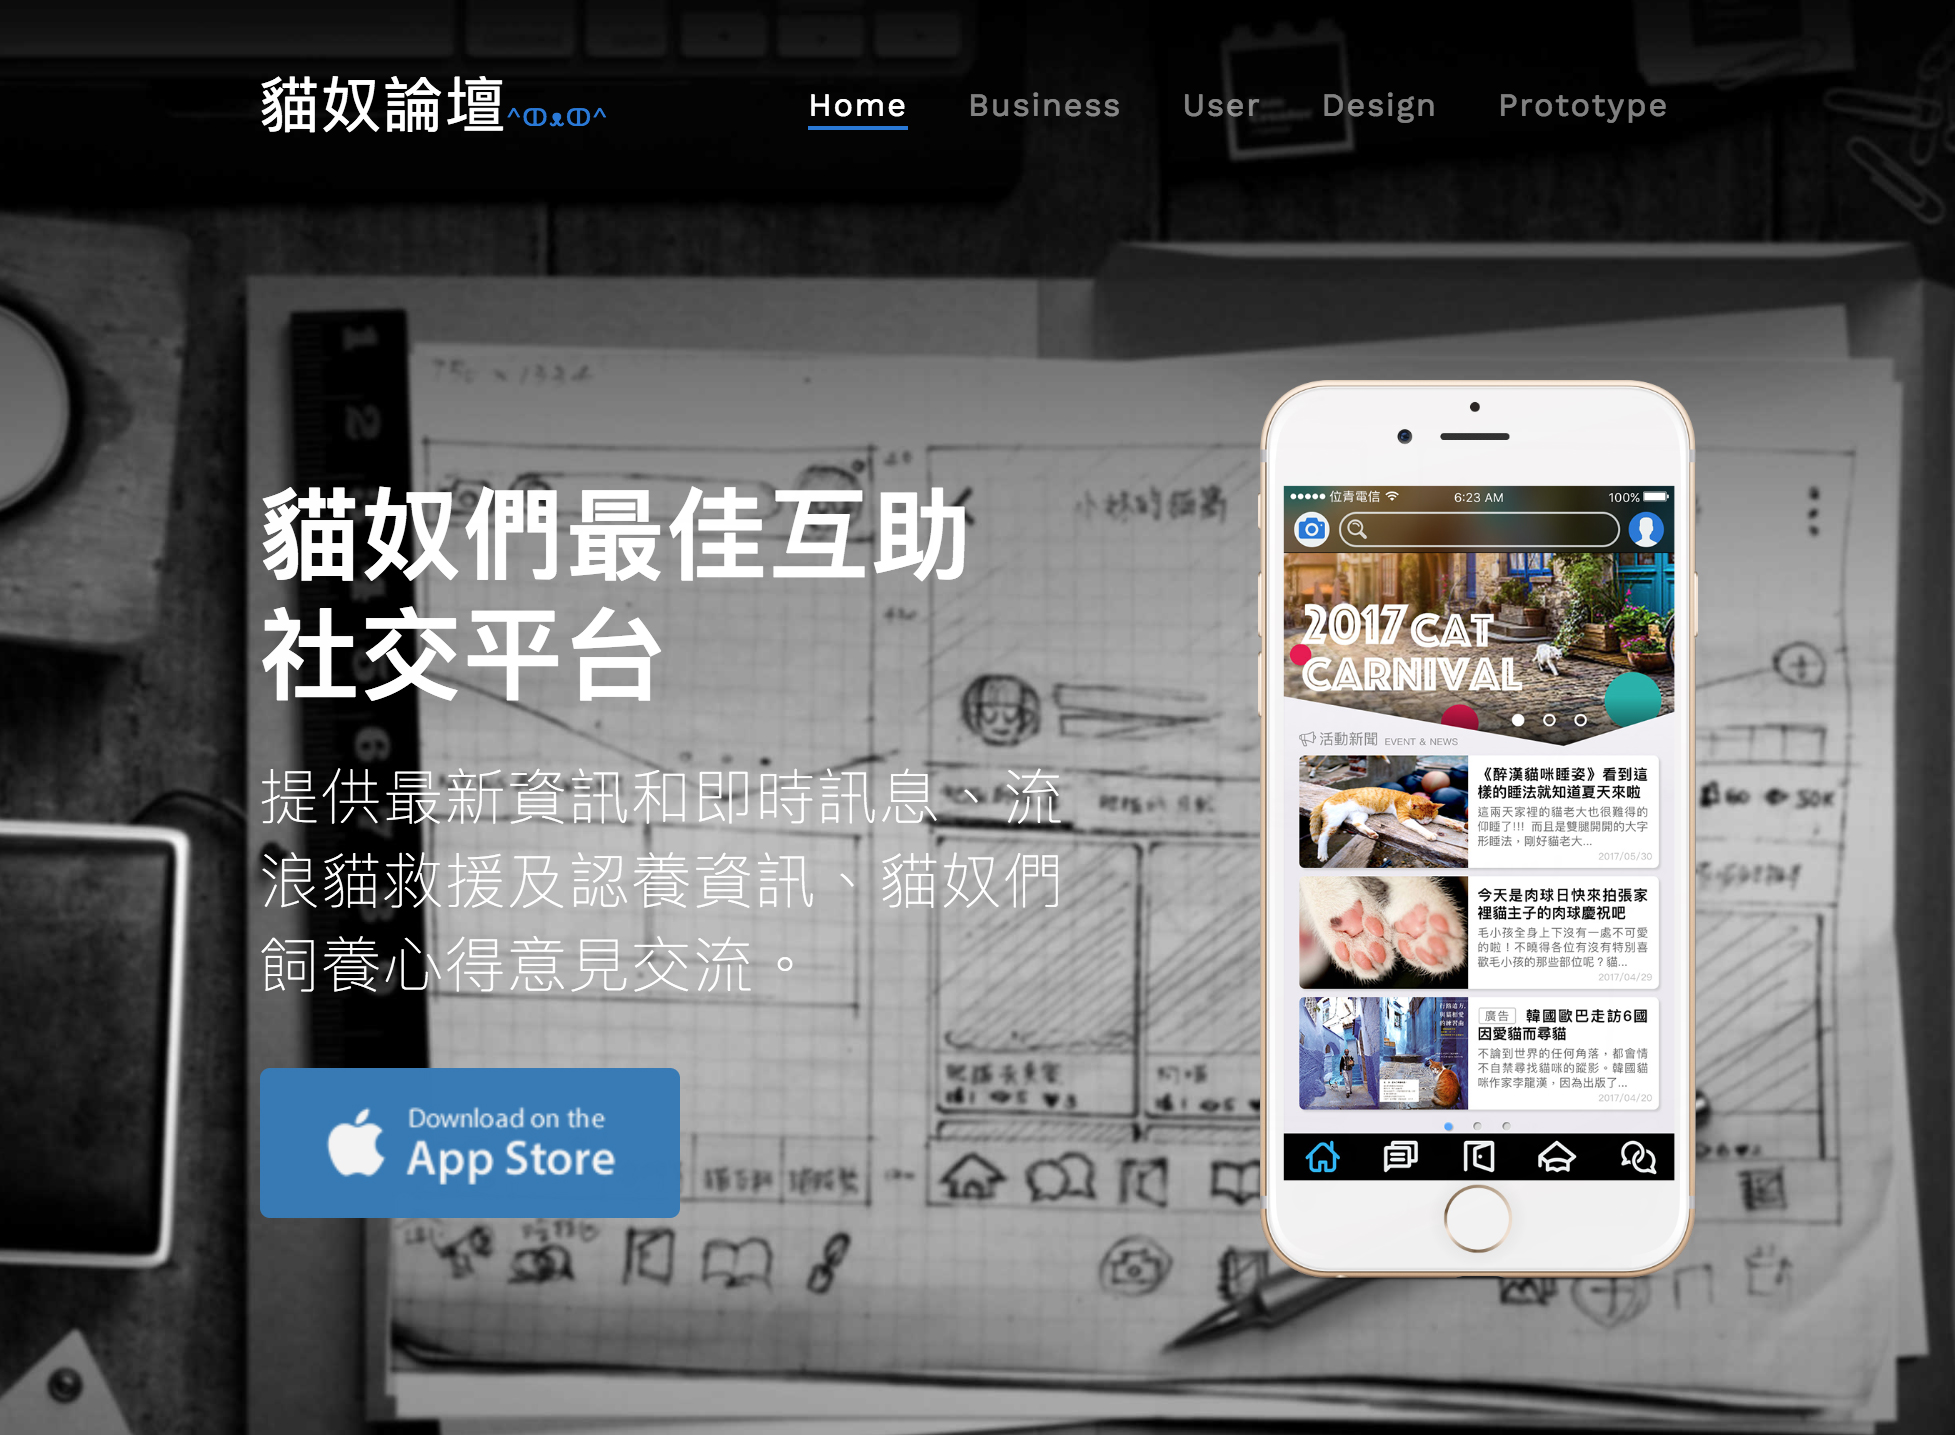 貓奴論壇^ↀᴥↀ^
Home Business User Design Prototype
貓奴們最佳互助
社交平台
提供最新資訊和即時訊息、流
浪貓救援及認養資訊、貓奴們
飼養心得意見交流。
Download on the
App Store
750 x 1334
1
2
6
7
小妹的貓窩
60 50K
位青電信 6:23 AM 100%
2017 CAT
CARNIVAL
活動新聞 EVENT & NEWS
《醉漢貓咪睡姿》看到這
樣的睡法就知道夏天來啦
這兩天家裡的貓老大也很難得的
仰睡了!!! 而且是雙腿開開的大字
形睡法，剛好貓老大...
2017/05/30
今天是肉球日快來拍張家
裡貓主子的肉球慶祝吧
毛小孩全身上下沒有一處不可愛
的啦！不曉得各位有沒有特別喜
歡毛小孩的那些部位呢？貓...
2017/04/29
廣告 韓國歐巴走訪6國
因愛貓而尋貓
不論到世界的任何角落，都會情
不自禁尋找貓咪的蹤影。韓國貓
咪作家李龍漢，因為出版了...
2017/04/20